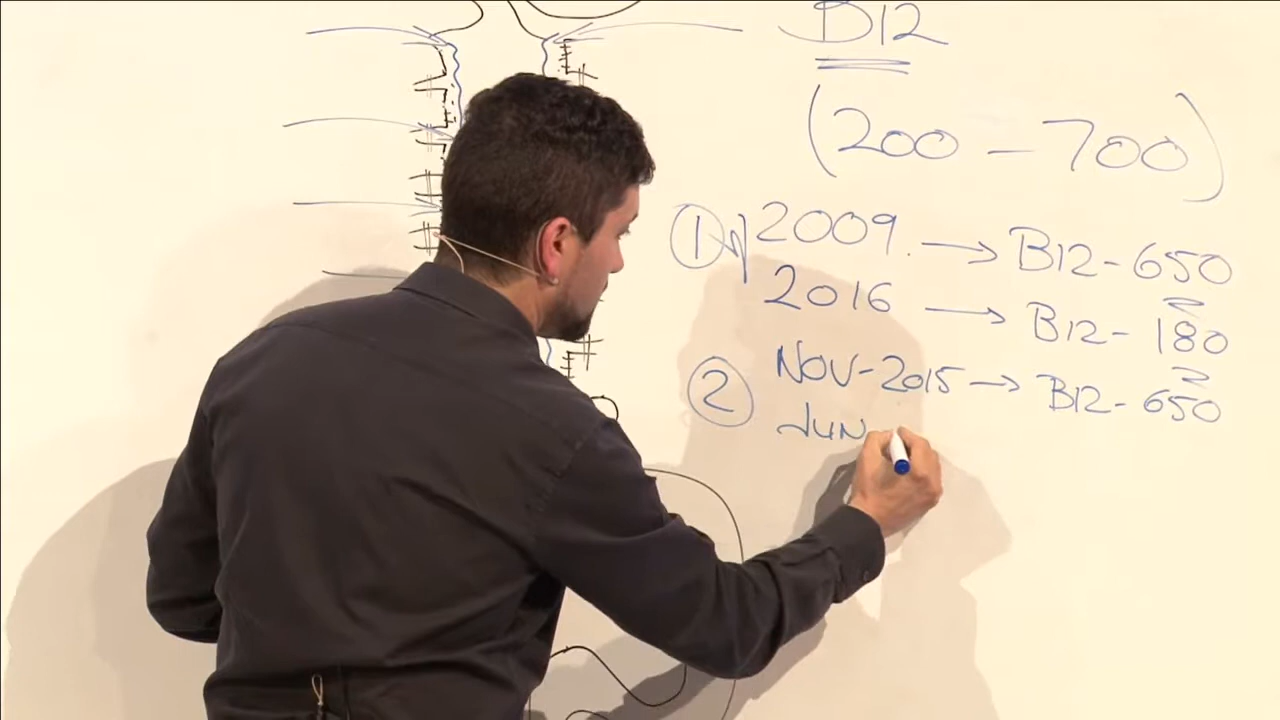 B12
(200 - 700)
① 2009. → B12-650
2016 → B12- 180
② NOV-2015 → B12- 650
JUN